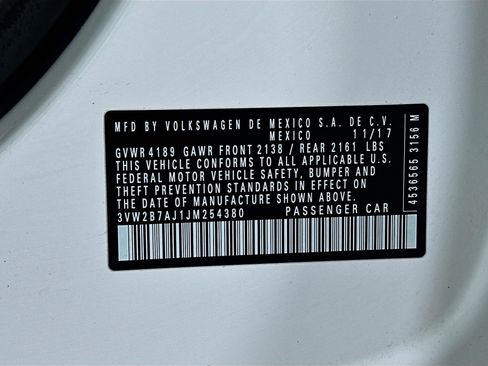 MFD BY VOLKSWAGEN DE MEXICO S.A. DE C.V.
MEXICO 11/17
GVWR 4189 GAWR FRONT 2138 / REAR 2161 LBS
THIS VEHICLE CONFORMS TO ALL APPLICABLE U.S.
FEDERAL MOTOR VEHICLE SAFETY, BUMPER AND
THEFT PREVENTION STANDARDS IN EFFECT ON
THE DATE OF MANUFACTURE SHOWN ABOVE
3VW2B7AJ1JM254380 PASSENGER CAR
4536565 3156 M